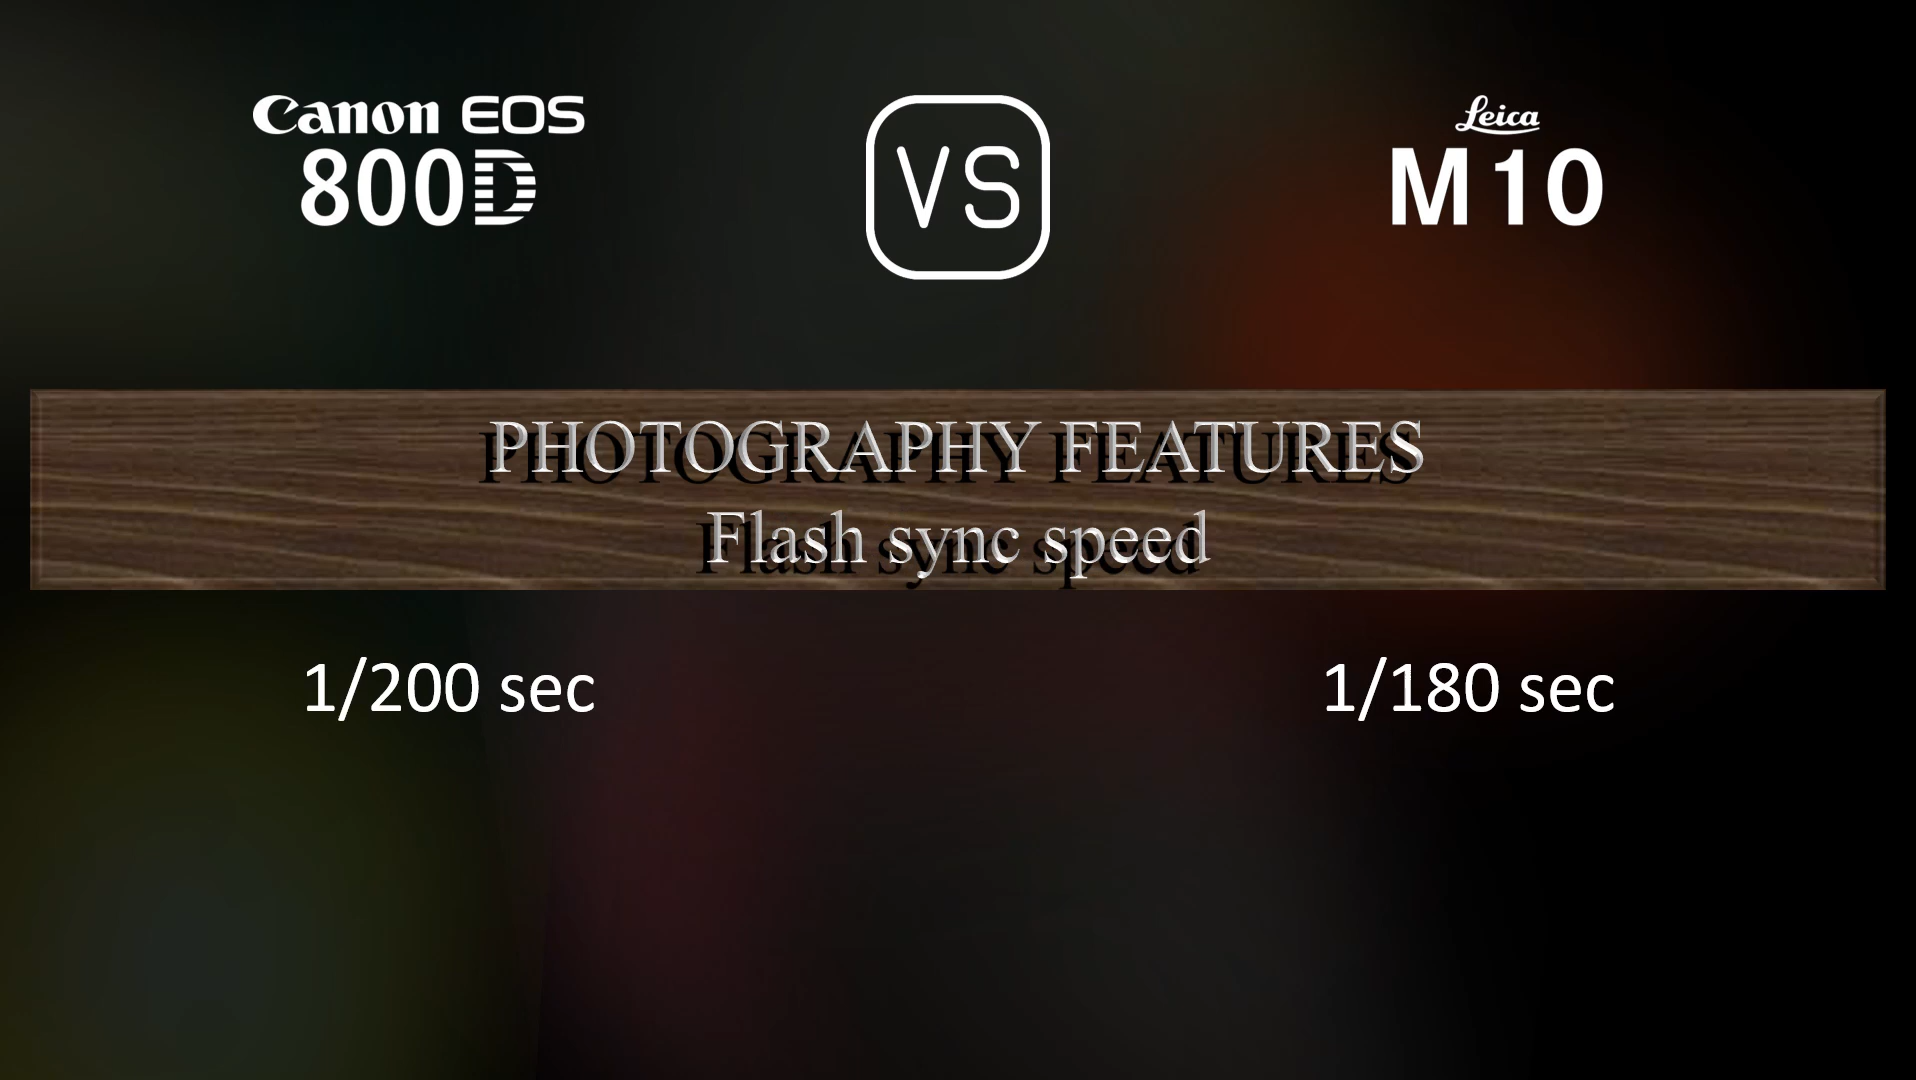 Canon EOS
800D
VS
Leica
M10
PHOTOGRAPHY FEATURES
Flash sync speed
1/200 sec
1/180 sec